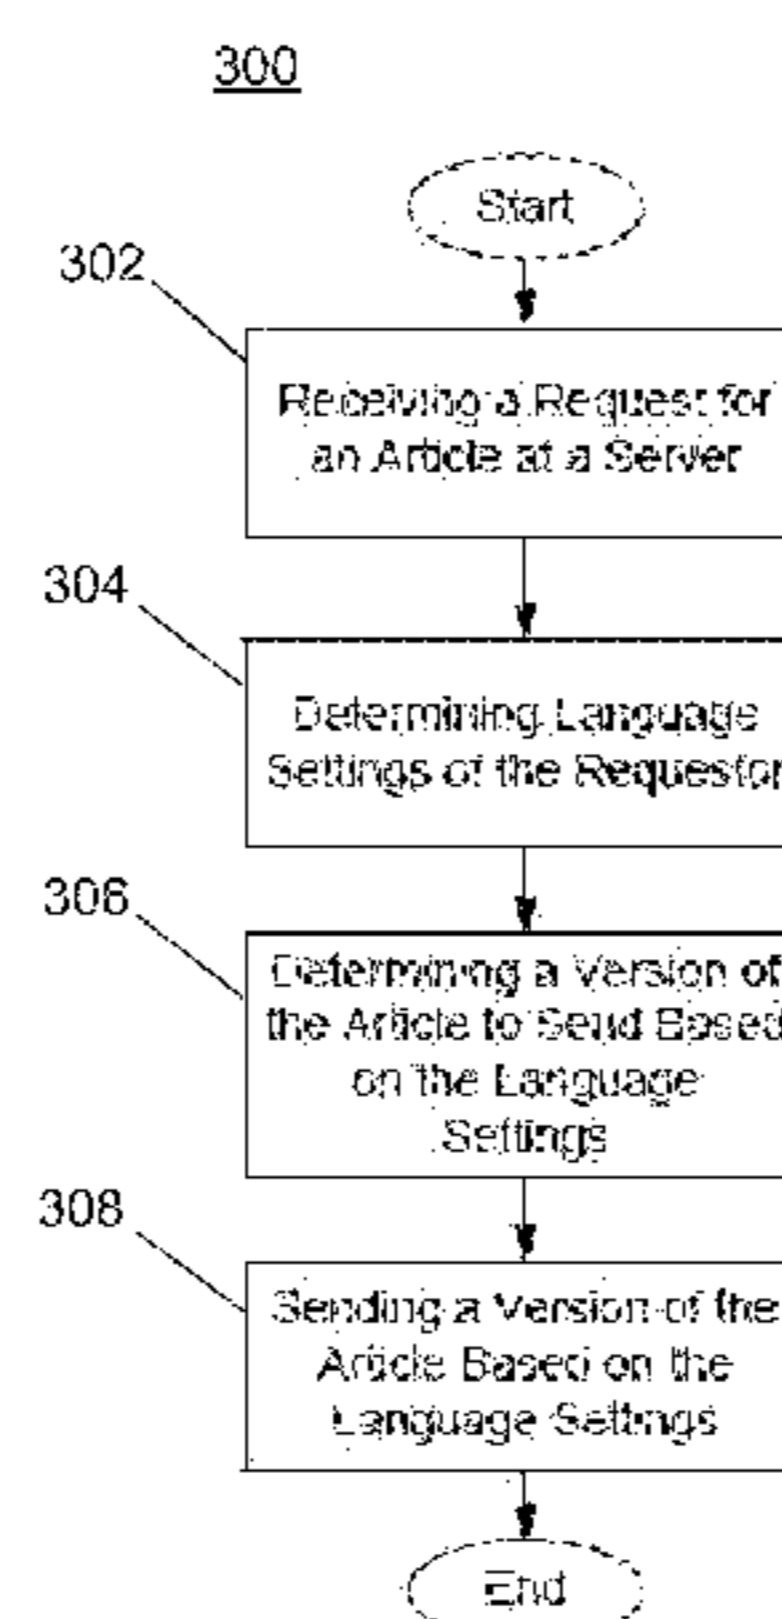 300
Start
302
Receiving a Request for
an Article at a Server
304
Determining Language
Settings of the Requestor
306
Determining a Version of
the Article to Send Based
on the Language
Settings
308
Sending a Version of the
Article Based on the
Language Settings
End